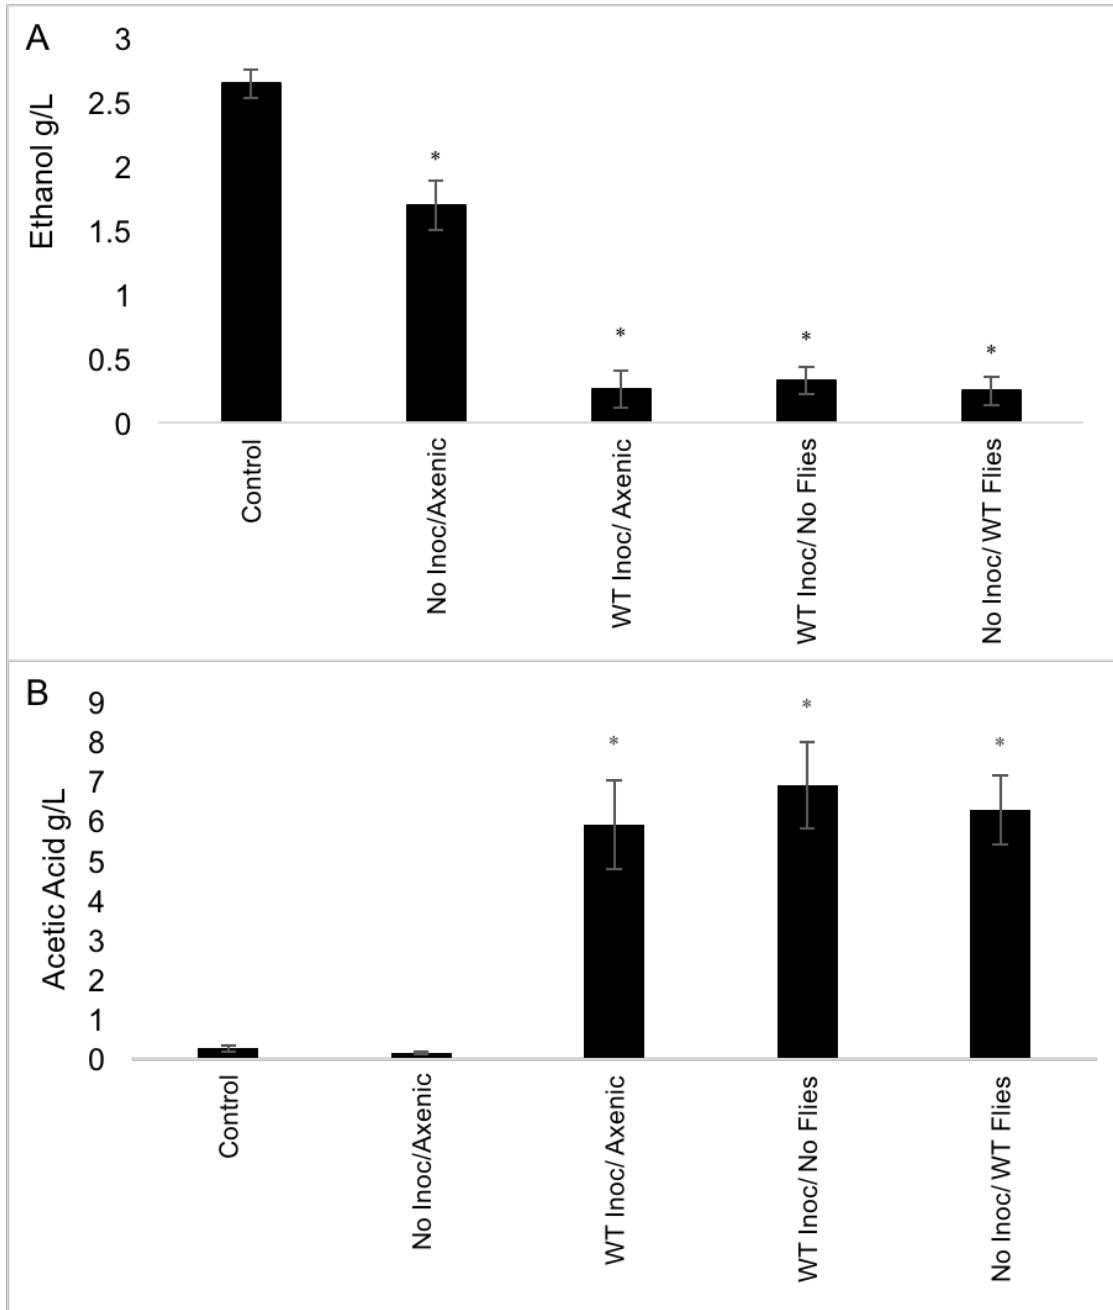 A
Ethanol g/L
3
2.5
2
1.5
1
0.5
0
*
*
*
*
Control
No Inoc/Axenic
WT Inoc/ Axenic
WT Inoc/ No Flies
No Inoc/ WT Flies
B
Acetic Acid g/L
9
8
7
6
5
4
3
2
1
0
*
*
*
Control
No Inoc/Axenic
WT Inoc/ Axenic
WT Inoc/ No Flies
No Inoc/ WT Flies